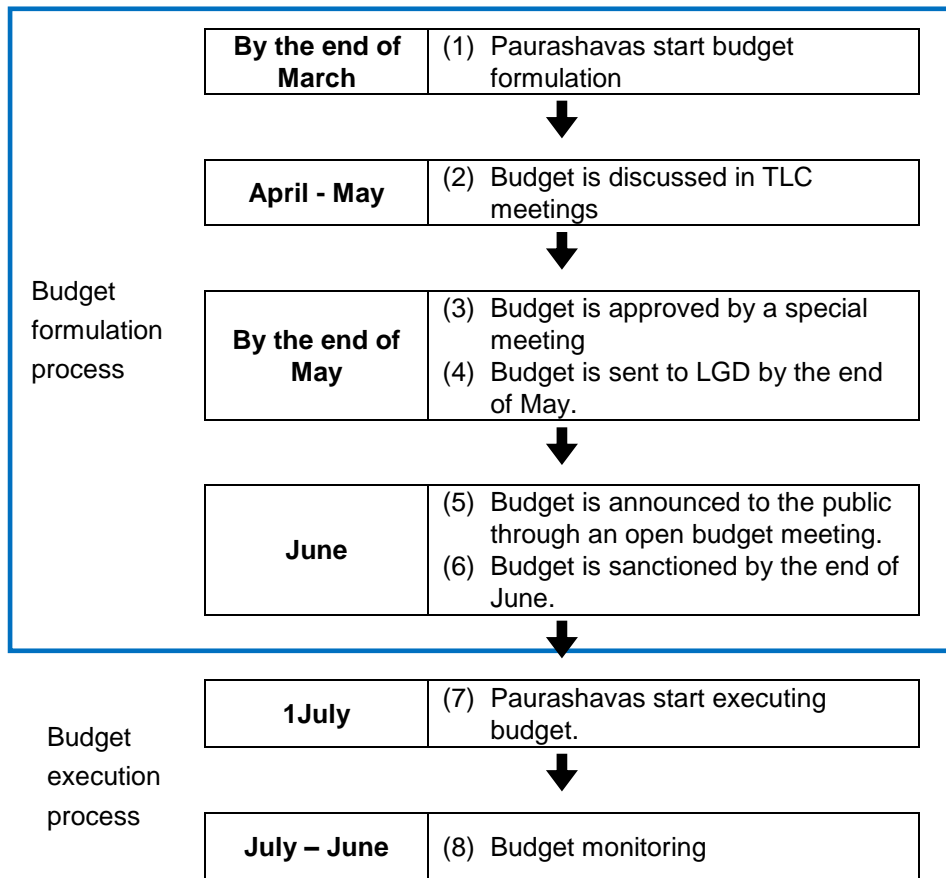 By the end of
March
(1) Paurashavas start budget
formulation
April - May
(2) Budget is discussed in TLC
meetings
Budget
formulation
process
By the end of
May
(3) Budget is approved by a special
meeting
(4) Budget is sent to LGD by the end
of May.
June
(5) Budget is announced to the public
through an open budget meeting.
(6) Budget is sanctioned by the end of
June.
Budget
execution
process
1July
(7) Paurashavas start executing
budget.
July – June
(8) Budget monitoring